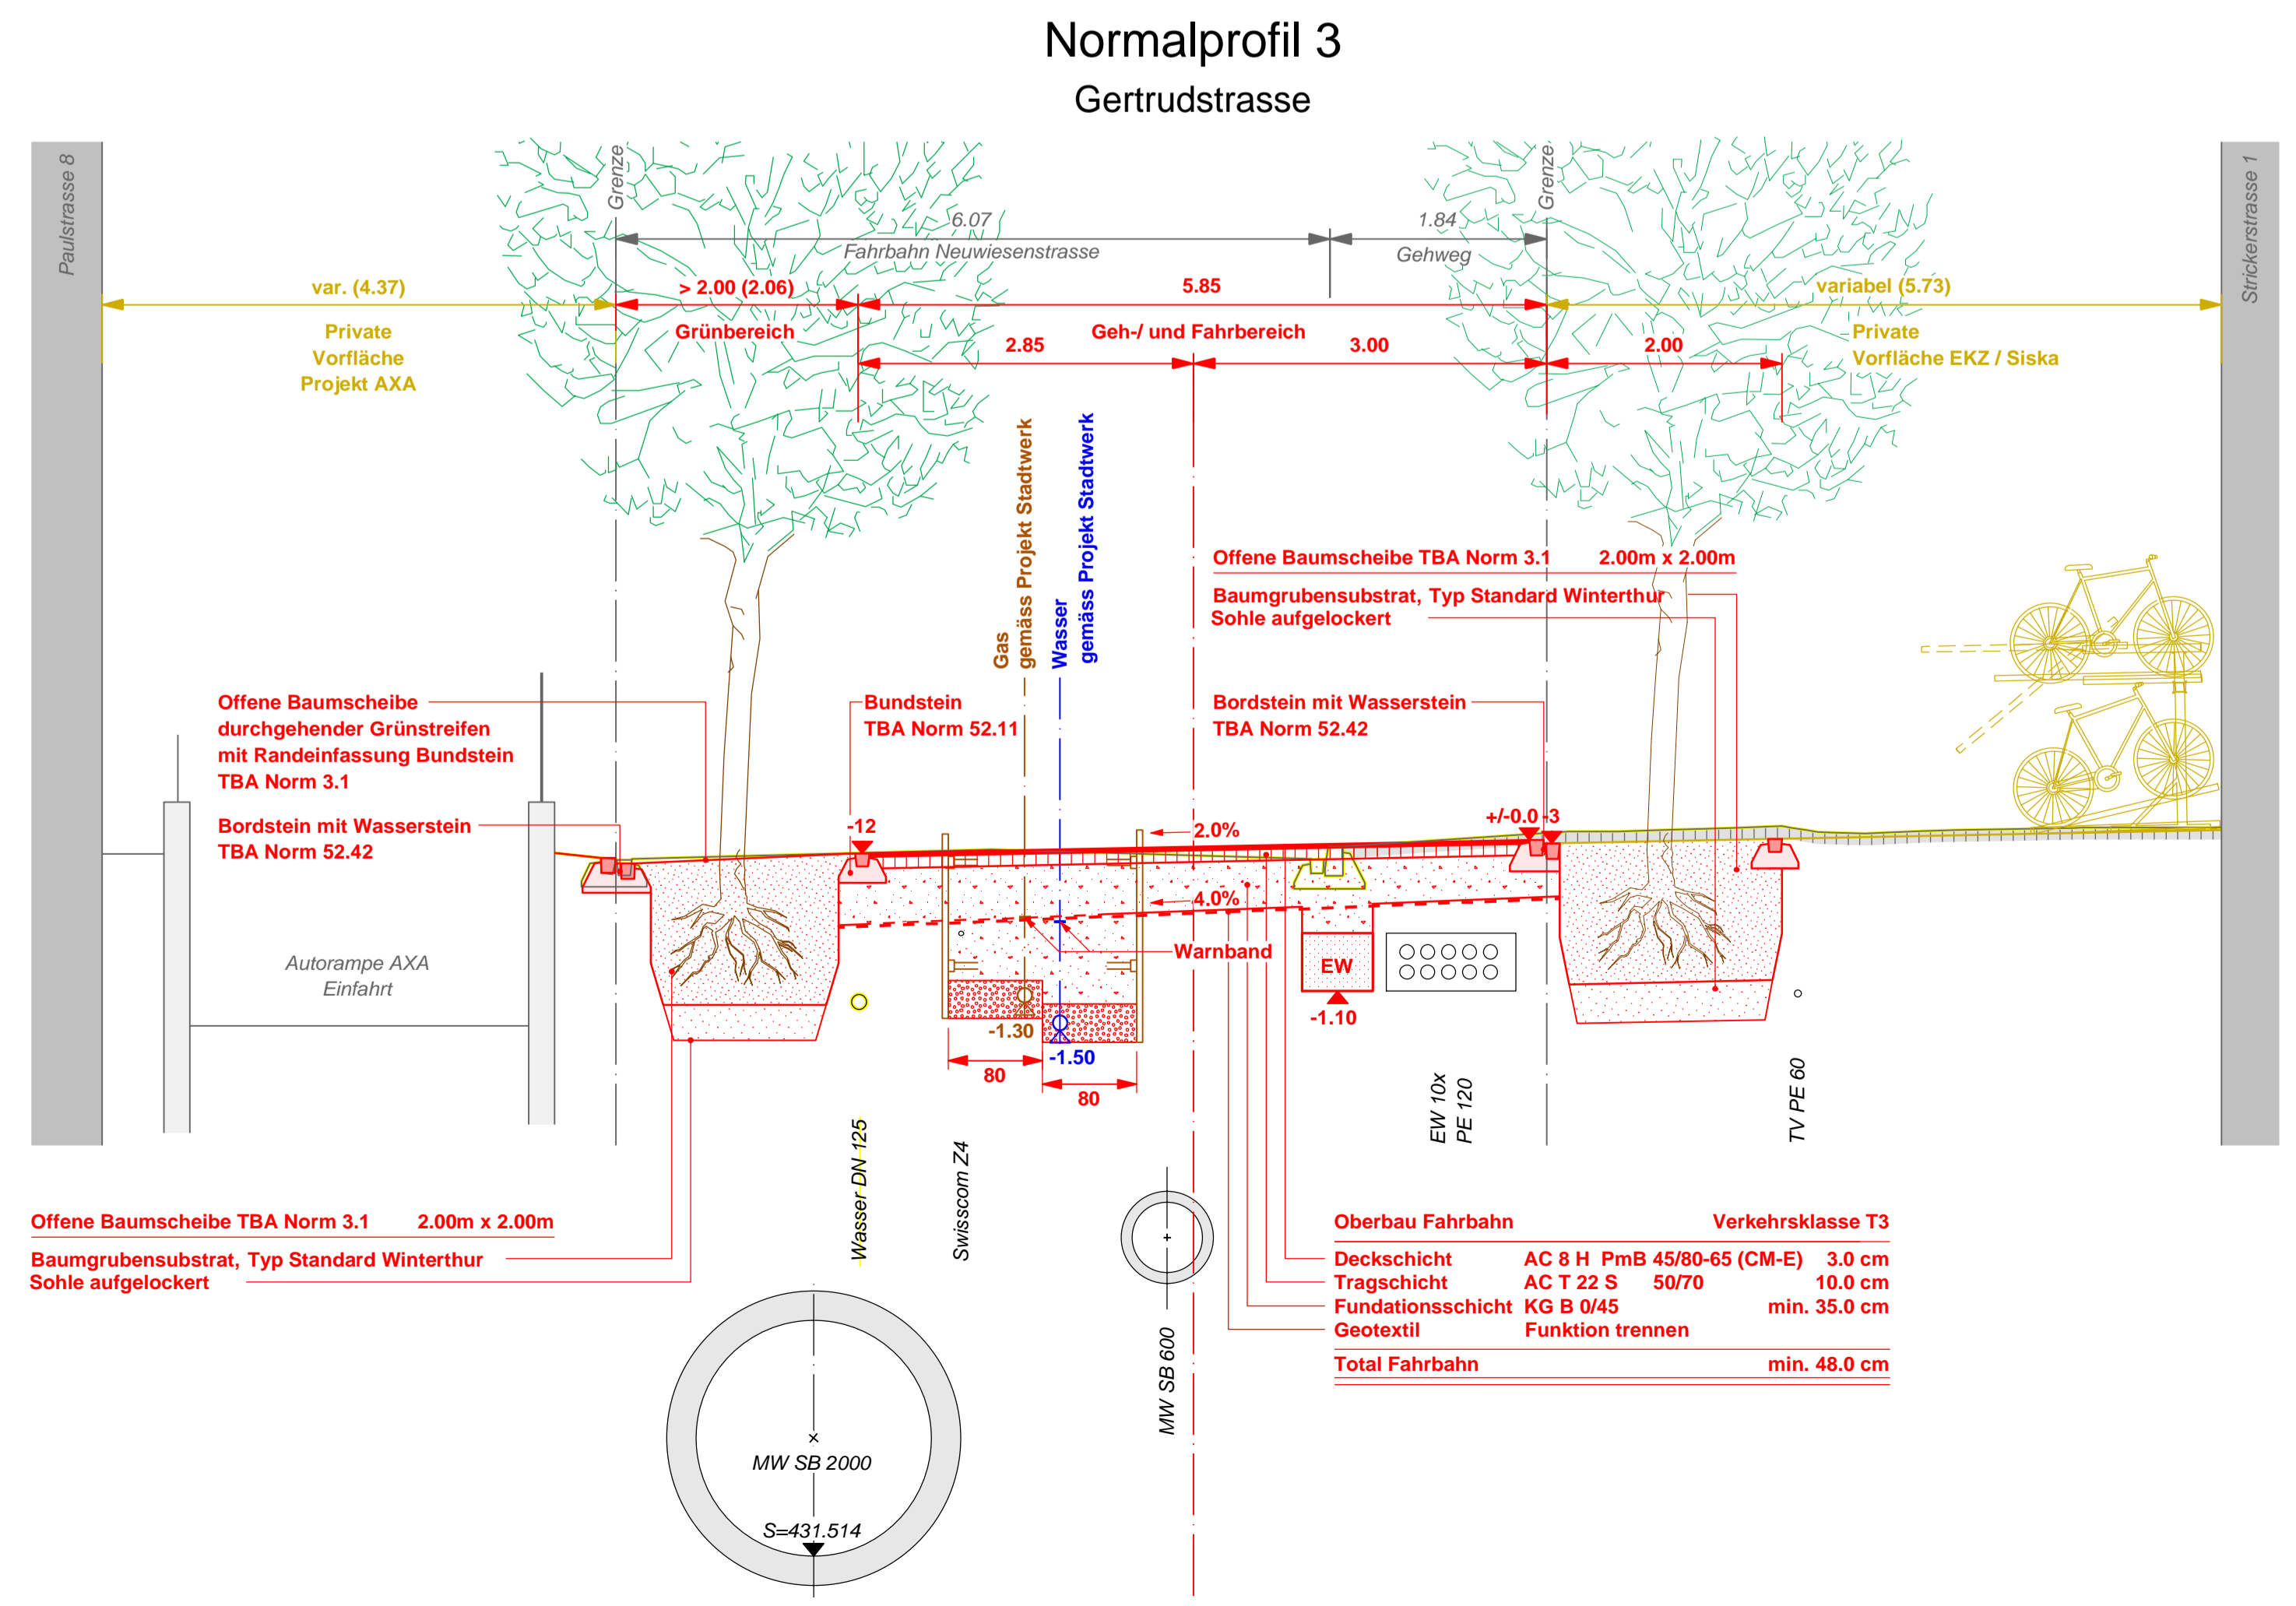 Normalprofil 3
Gertrudstrasse
Paulstrasse 8
Grenze
Grenze
Strickerstrasse 1
6.07
Fahrbahn Neuwiesenstrasse
1.84
Gehweg
var. (4.37)
Private
Vorfläche
Projekt AXA
> 2.00 (2.06)
Grünbereich
5.85
Geh-/ und Fahrbereich
2.85
3.00
2.00
variabel (5.73)
Private
Vorfläche EKZ / Siska
Gas
gemäss Projekt Stadtwerk
Wasser
gemäss Projekt Stadtwerk
Offene Baumscheibe TBA Norm 3.1 2.00m x 2.00m
Baumgrubensubstrat, Typ Standard Winterthur
Sohle aufgelockert
Offene Baumscheibe
durchgehender Grünstreifen
mit Randeinfassung Bundstein
TBA Norm 3.1
Bordstein mit Wasserstein
TBA Norm 52.42
Bundstein
TBA Norm 52.11
Bordstein mit Wasserstein
TBA Norm 52.42
-12
2.0%
+/-0.0
-3
4.0%
Warnband
EW
-1.10
-1.30
-1.50
80
80
Autorampe AXA
Einfahrt
Wasser DN 125
Swisscom Z4
EW 10x
PE 120
TV PE 60
MW SB 600
Offene Baumscheibe TBA Norm 3.1 2.00m x 2.00m
Baumgrubensubstrat, Typ Standard Winterthur
Sohle aufgelockert
MW SB 2000
S=431.514
Oberbau Fahrbahn Verkehrsklasse T3
Deckschicht AC 8 H PmB 45/80-65 (CM-E) 3.0 cm
Tragschicht AC T 22 S 50/70 10.0 cm
Fundationsschicht KG B 0/45 min. 35.0 cm
Geotextil Funktion trennen
Total Fahrbahn min. 48.0 cm